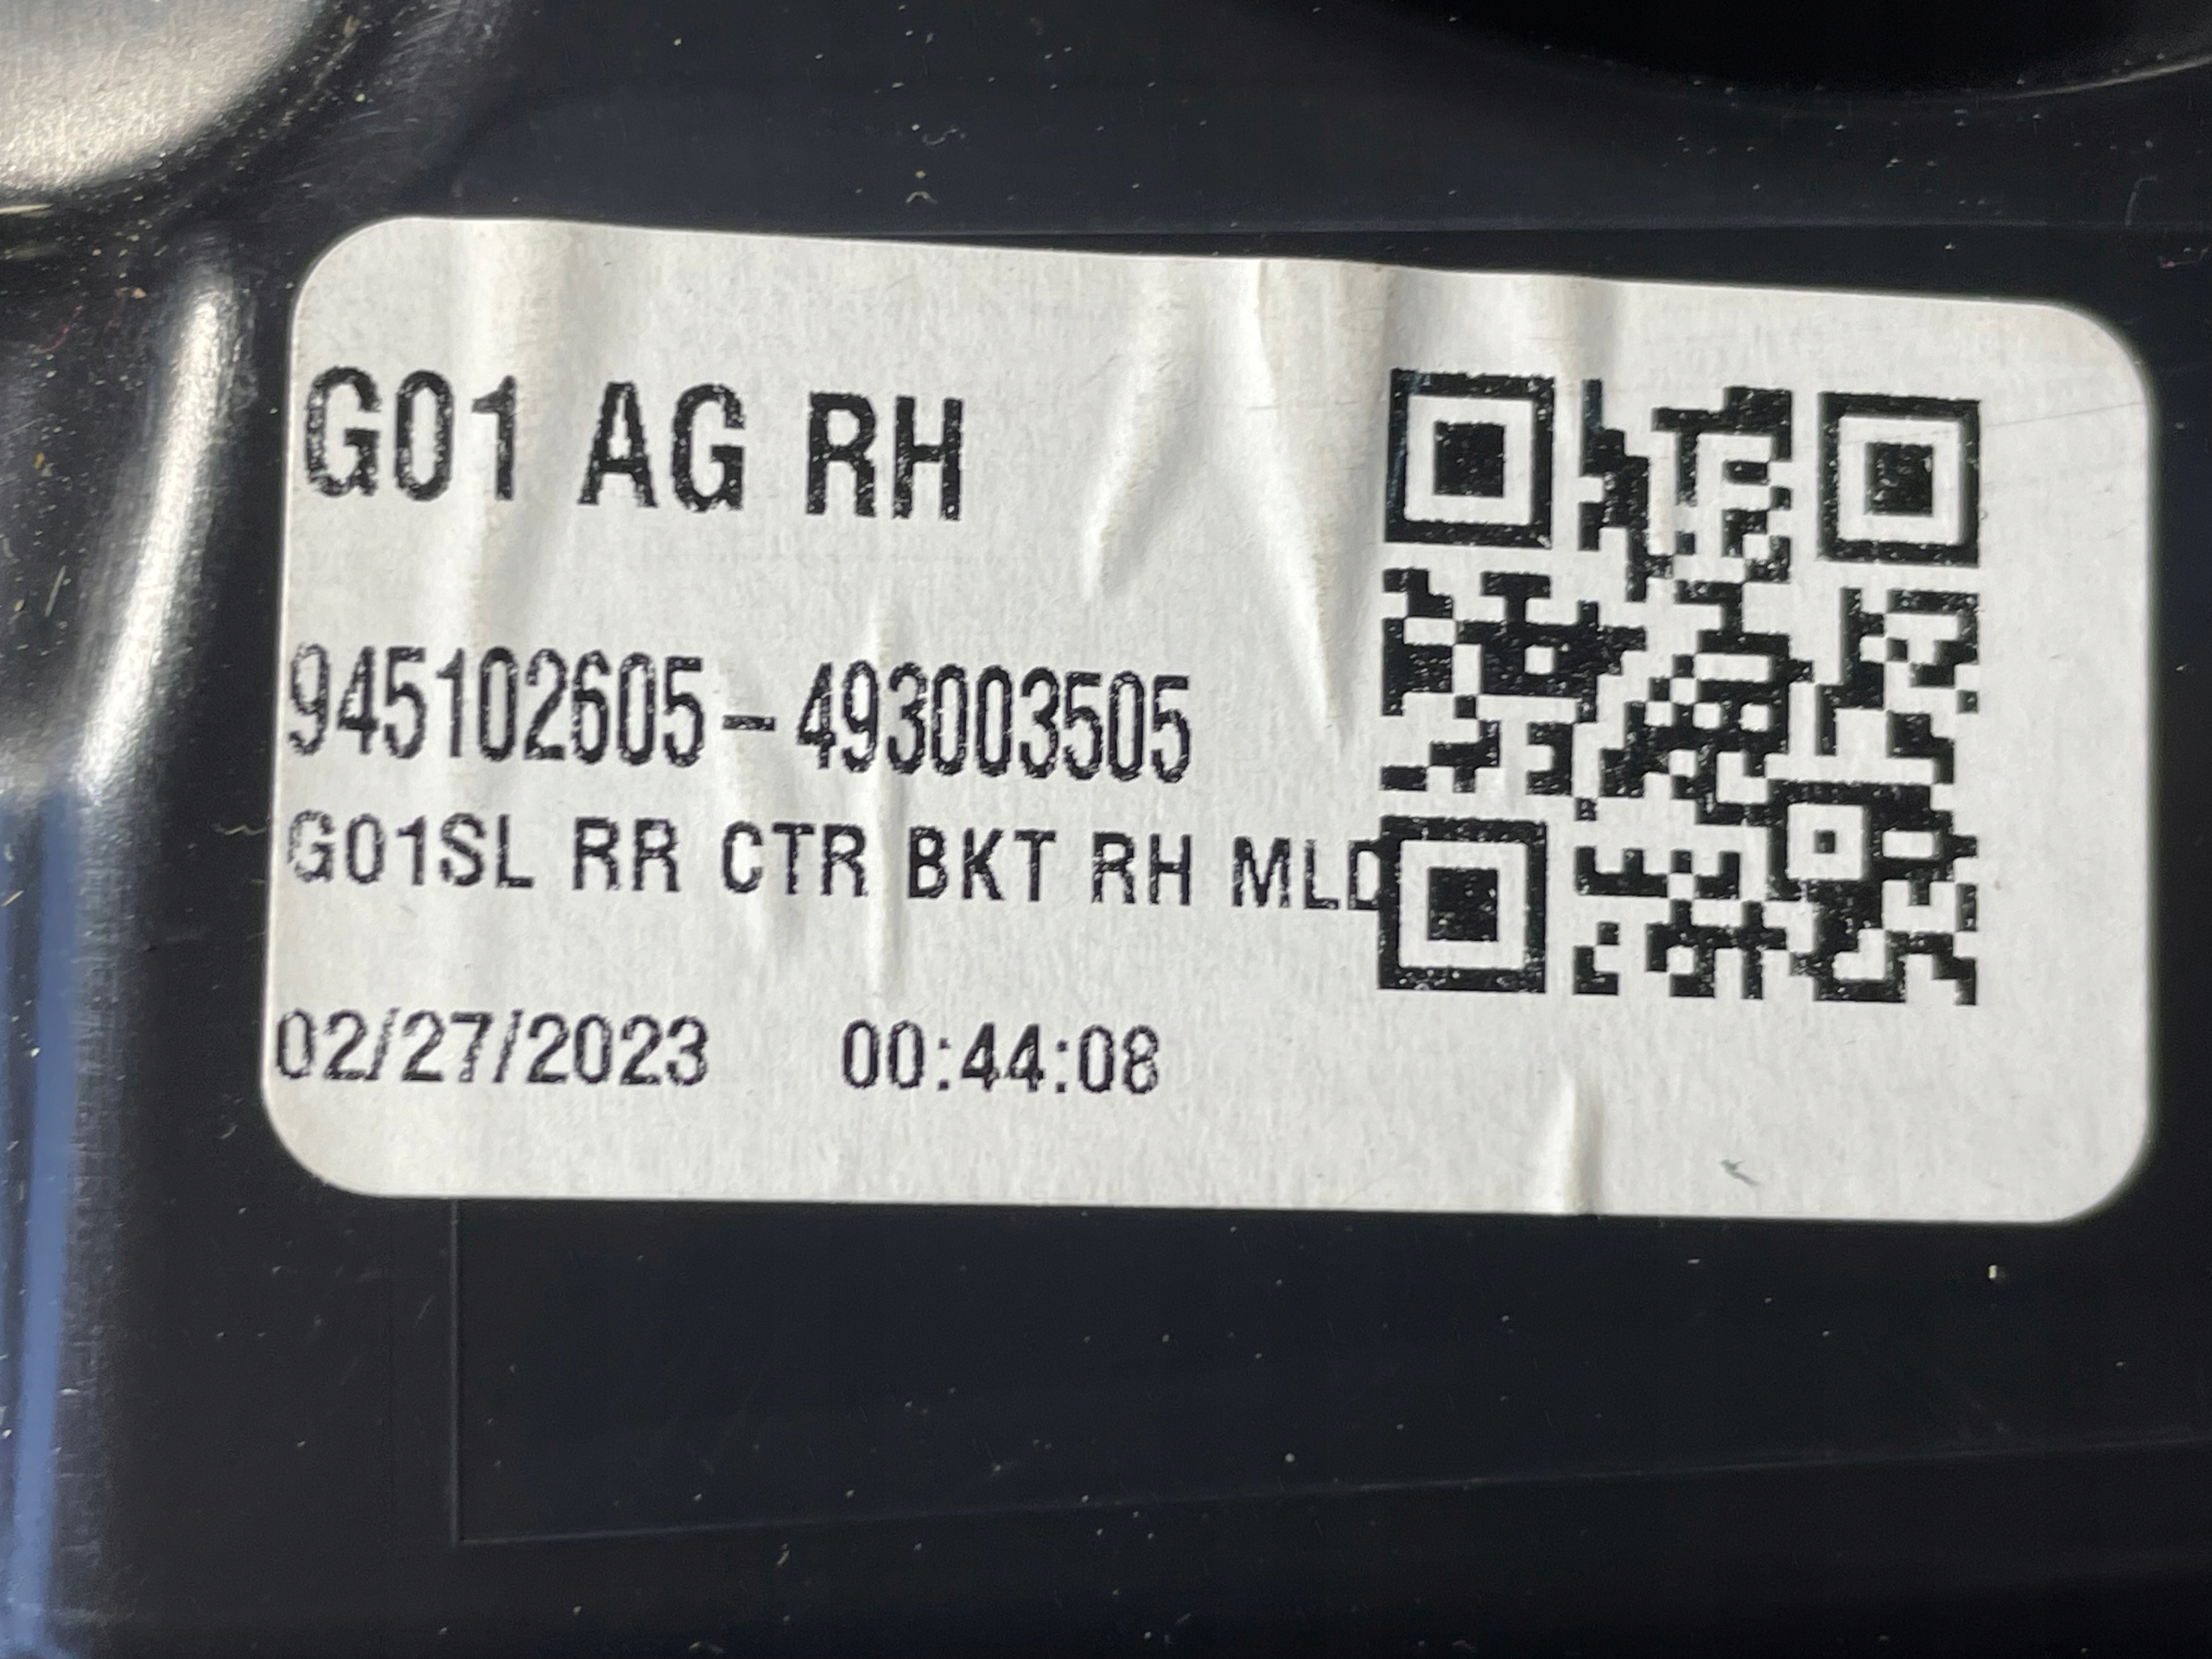 G01 AG RH
945102605-493003505
G01SL RR CTR BKT RH MLD
02/27/2023 00:44:08